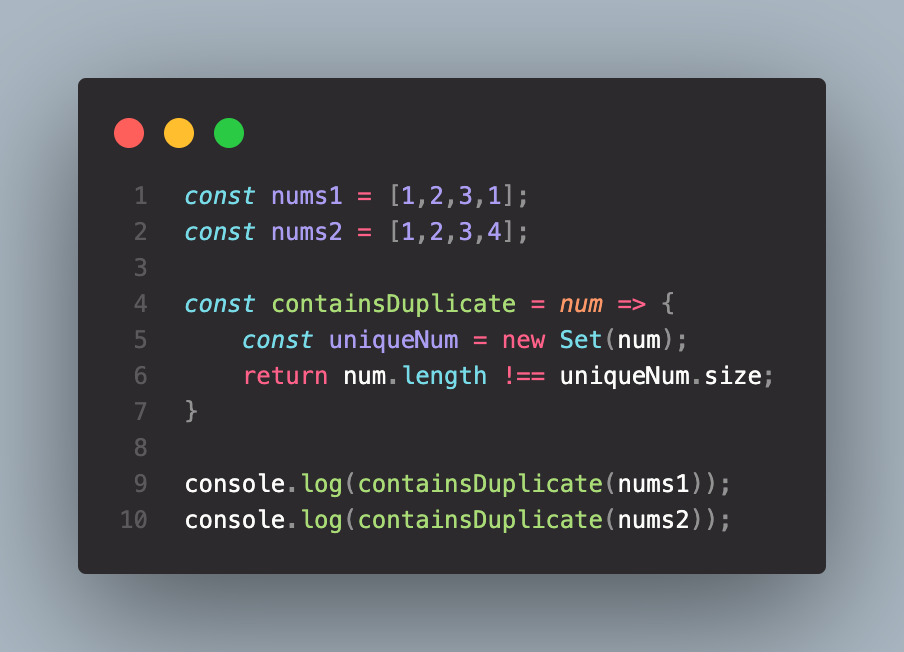 1 const nums1 = [1,2,3,1];
2 const nums2 = [1,2,3,4];
3
4 const containsDuplicate = num => {
5     const uniqueNum = new Set(num);
6     return num.length !== uniqueNum.size;
7 }
8
9 console.log(containsDuplicate(nums1));
10 console.log(containsDuplicate(nums2));